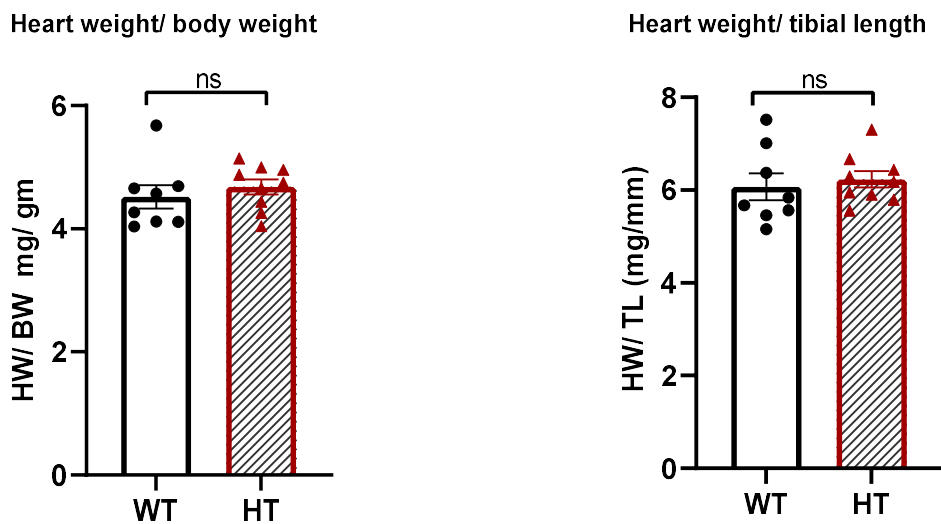 Heart weight/ body weight
ns
HW/ BW  mg/ gm
6
4
2
0
WT
HT
Heart weight/ tibial length
ns
HW/ TL (mg/mm)
8
6
4
2
0
WT
HT